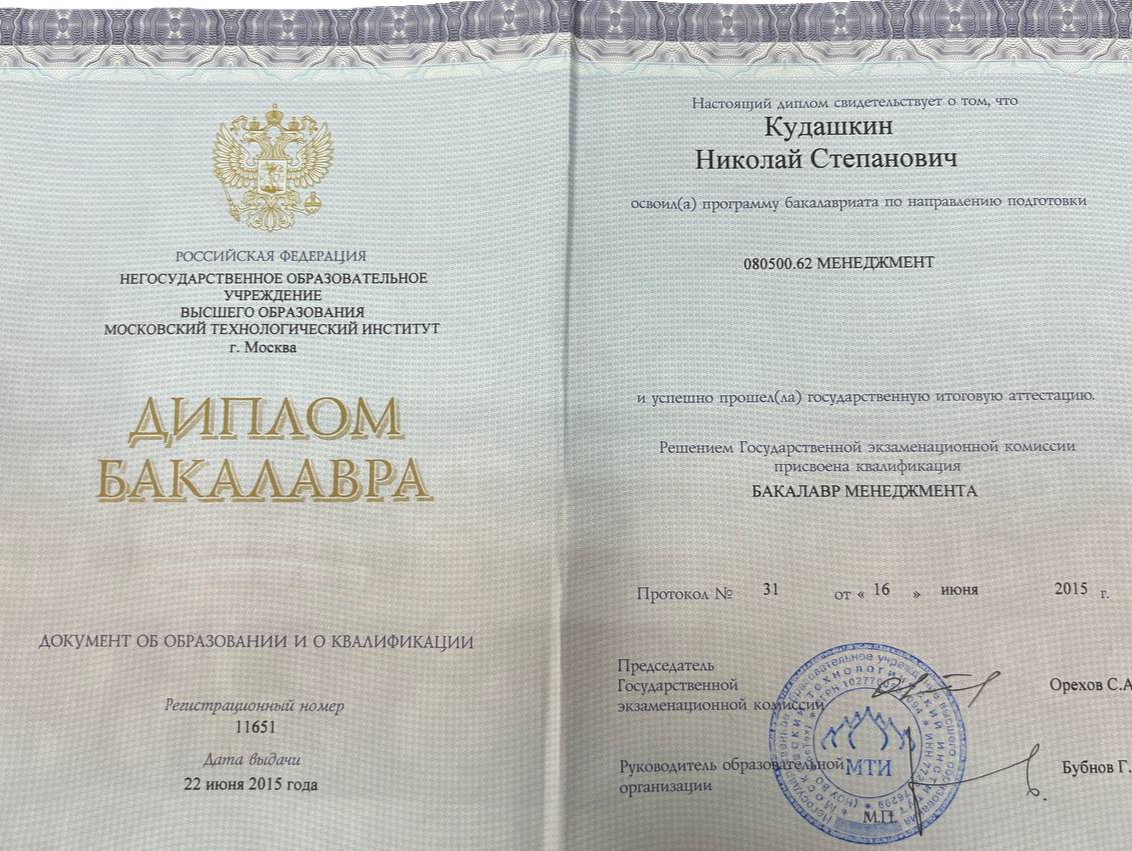 РОССИЙСКАЯ ФЕДЕРАЦИЯ
НЕГОСУДАРСТВЕННОЕ ОБРАЗОВАТЕЛЬНОЕ
УЧРЕЖДЕНИЕ
ВЫСШЕГО ОБРАЗОВАНИЯ
МОСКОВСКИЙ ТЕХНОЛОГИЧЕСКИЙ ИНСТИТУТ
г. Москва
ДИПЛОМ
БАКАЛАВРА
ДОКУМЕНТ ОБ ОБРАЗОВАНИИ И О КВАЛИФИКАЦИИ
Регистрационный номер
11651
Дата выдачи
22 июня 2015 года
Настоящий диплом свидетельствует о том, что
Кудашкин
Николай Степанович
освоил(а) программу бакалавриата по направлению подготовки
080500.62 МЕНЕДЖМЕНТ
и успешно прошел(ла) государственную итоговую аттестацию.
Решением Государственной экзаменационной комиссии
присвоена квалификация
БАКАЛАВР МЕНЕДЖМЕНТА
Протокол № 31 от « 16 » июня 2015 г.
Председатель
Государственной
экзаменационной комиссии
Орехов С.А
Руководитель образовательной
организации
Бубнов Г.
МТИ
М.П.